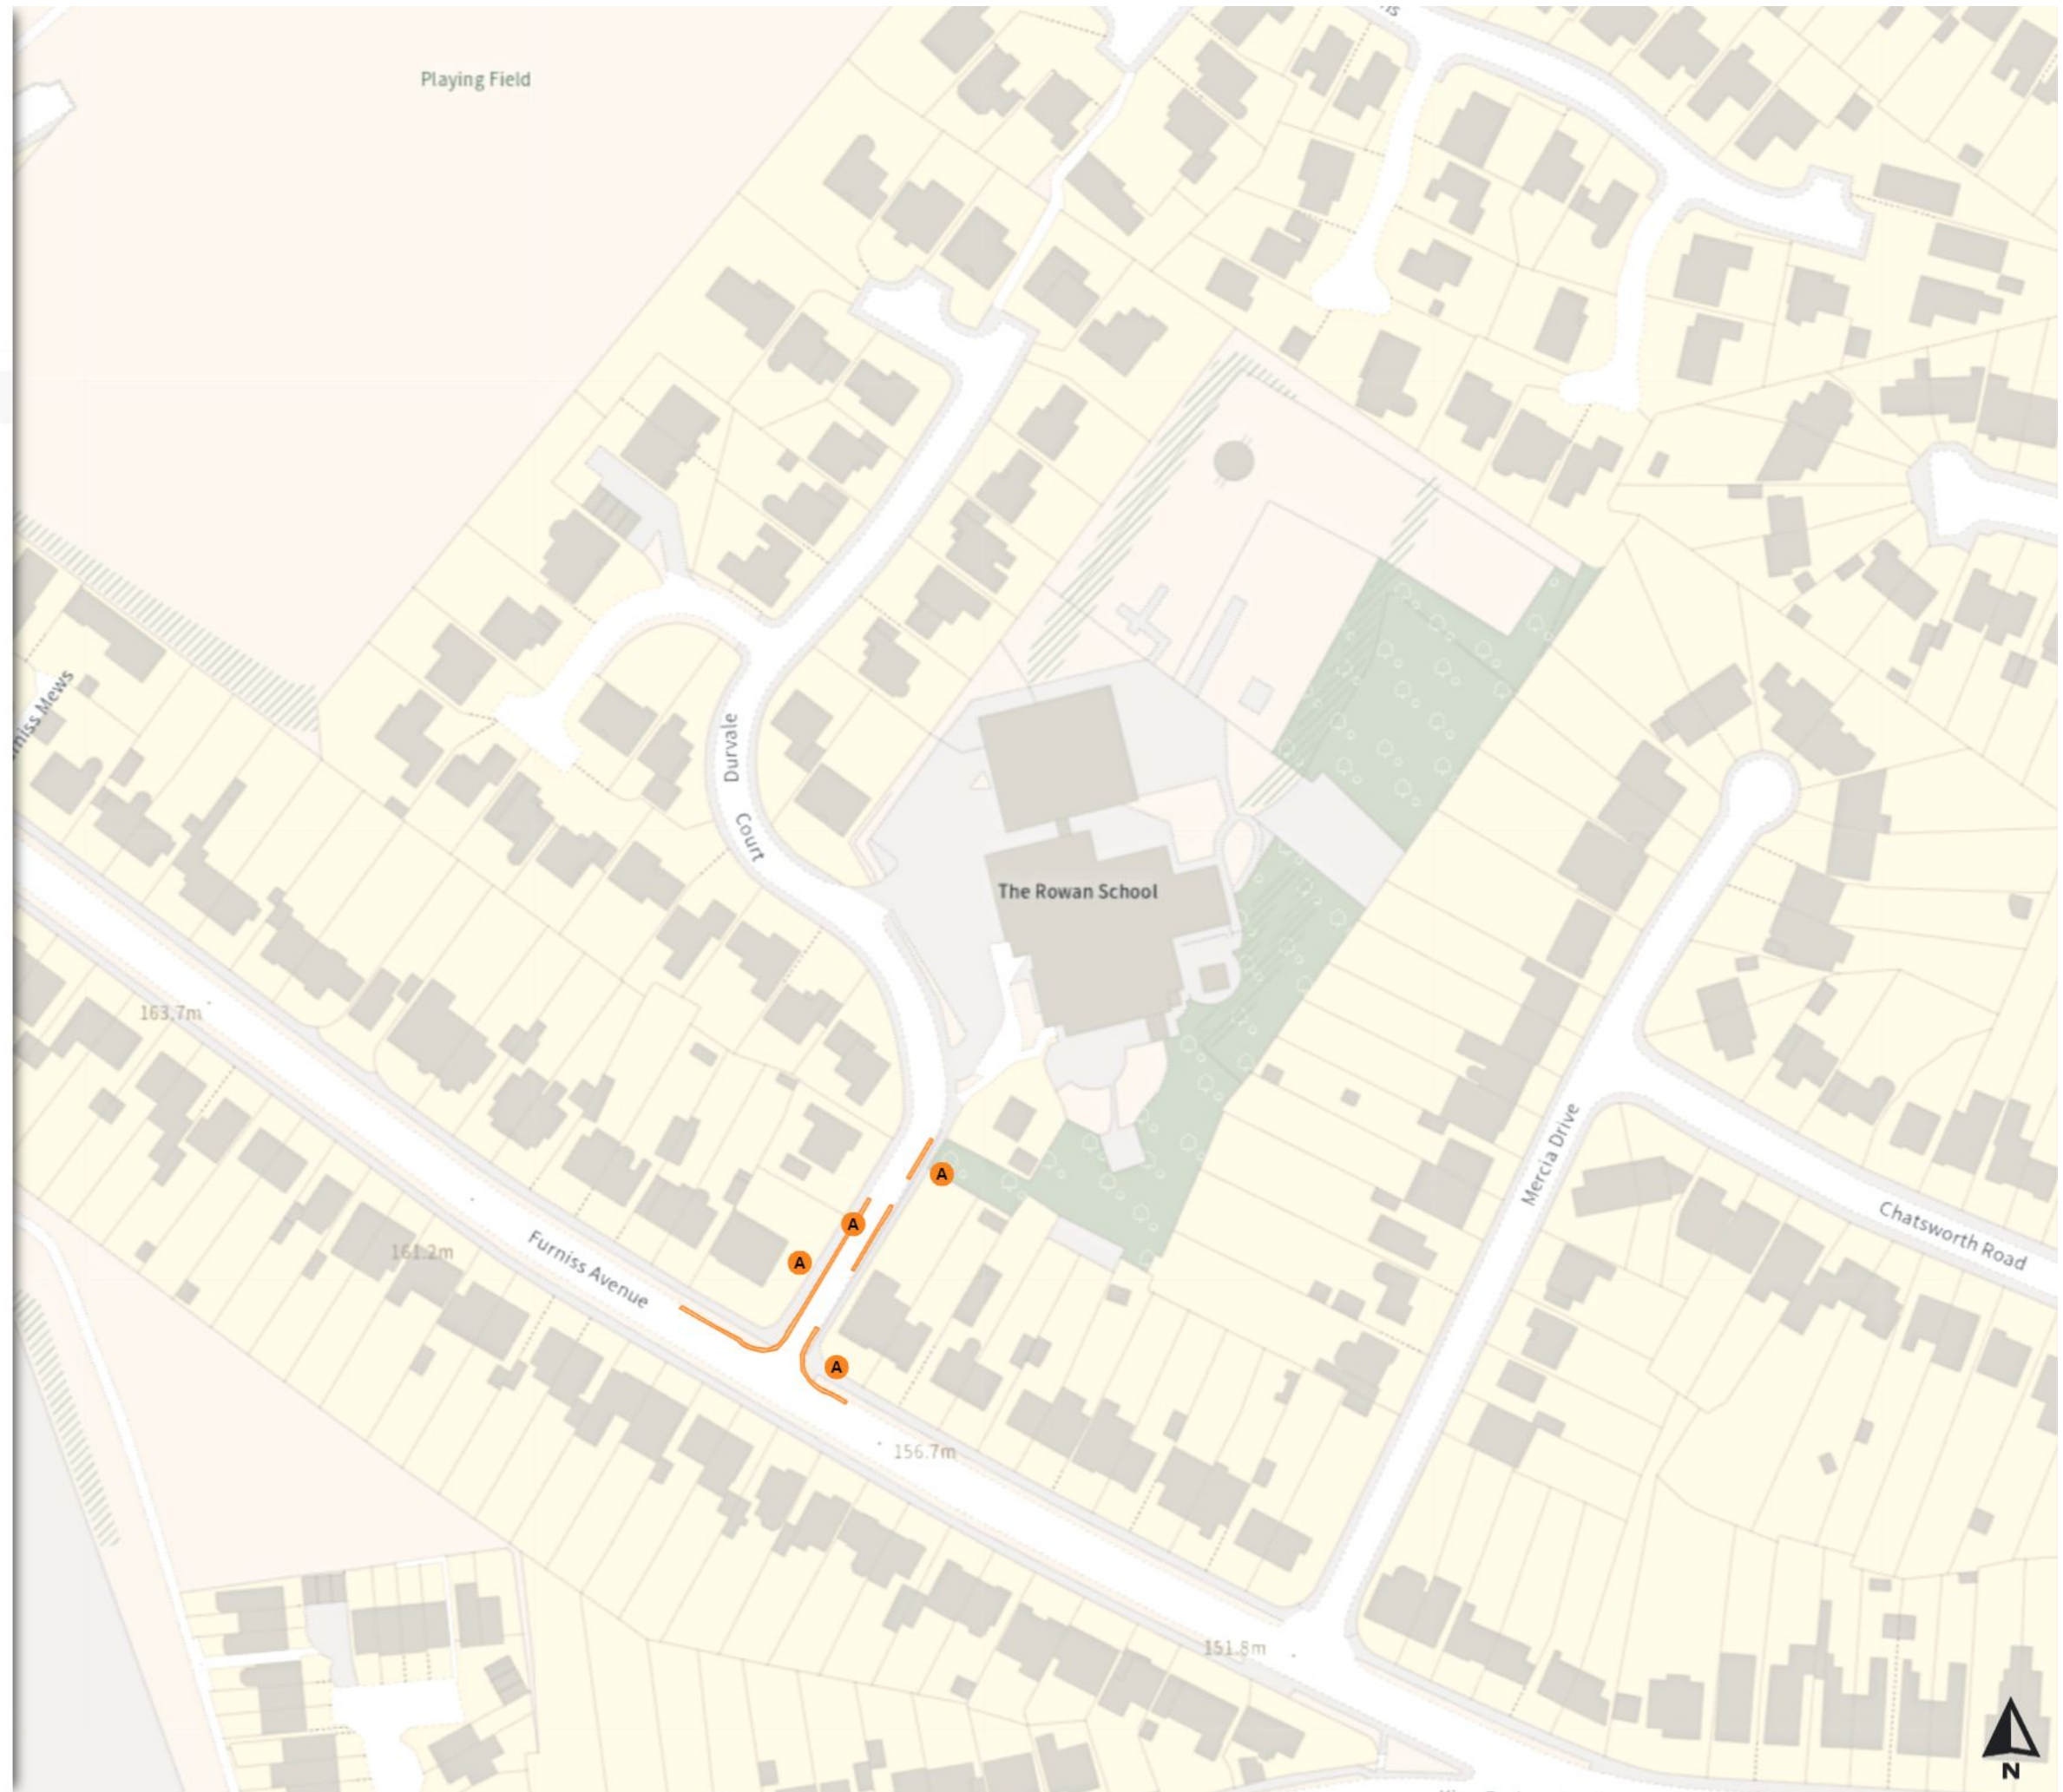 Playing Field
Durvale
Court
The Rowan School
163.7m
Mercia Drive
A
A
A
Chatsworth Road
Furniss Avenue
161.2m
A
156.7m
151.8m
N